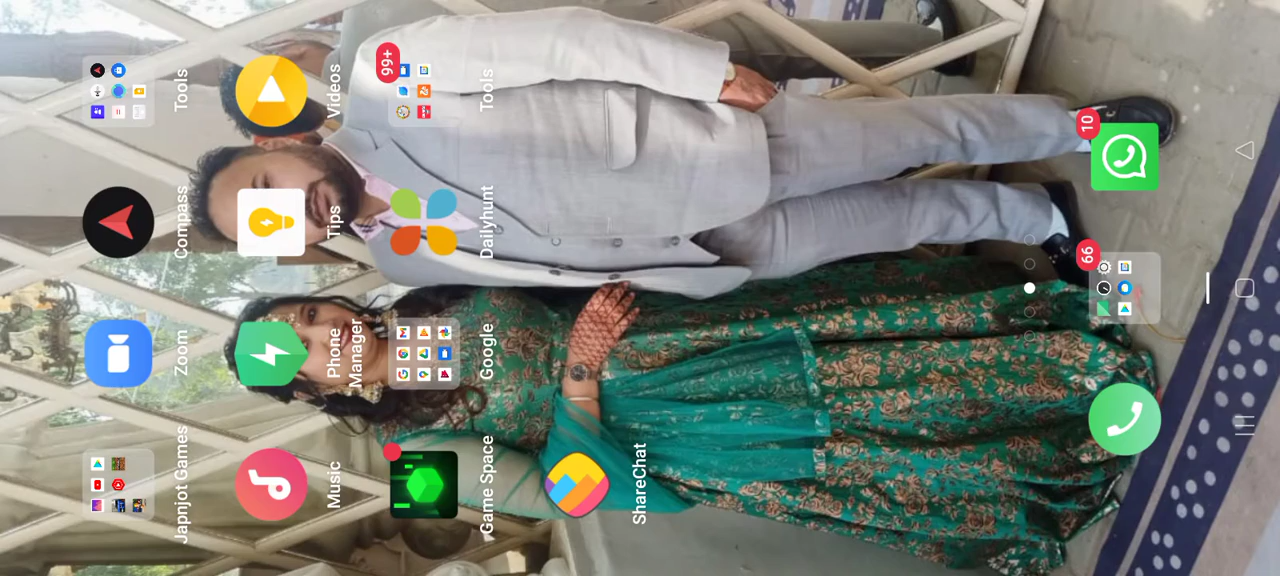 Japnjot Games
Zoom
Compass
Tools
Music
Phone
Manager
Tips
Videos
Game Space
Google
Dailyhunt
99+
Tools
ShareChat
66
10